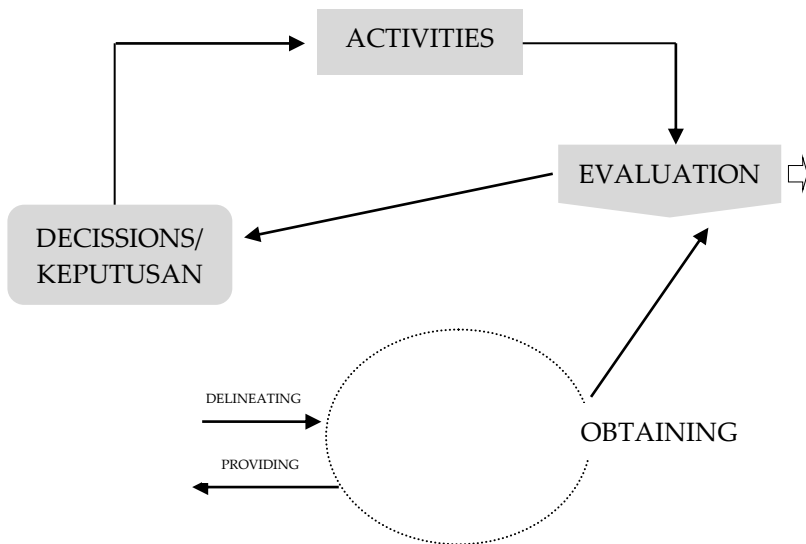 ACTIVITIES
EVALUATION
DECISSIONS/
KEPUTUSAN
DELINEATING
OBTAINING
PROVIDING